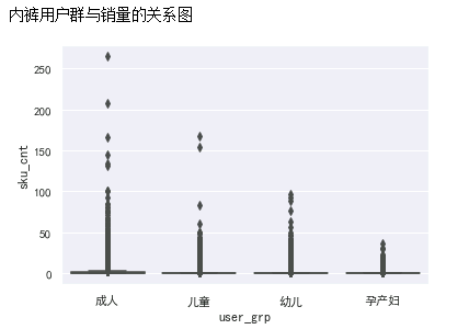 内裤用户群与销量的关系图
250
200
150
100
50
0
sku_cnt
成人
儿童
幼儿
孕产妇
user_grp